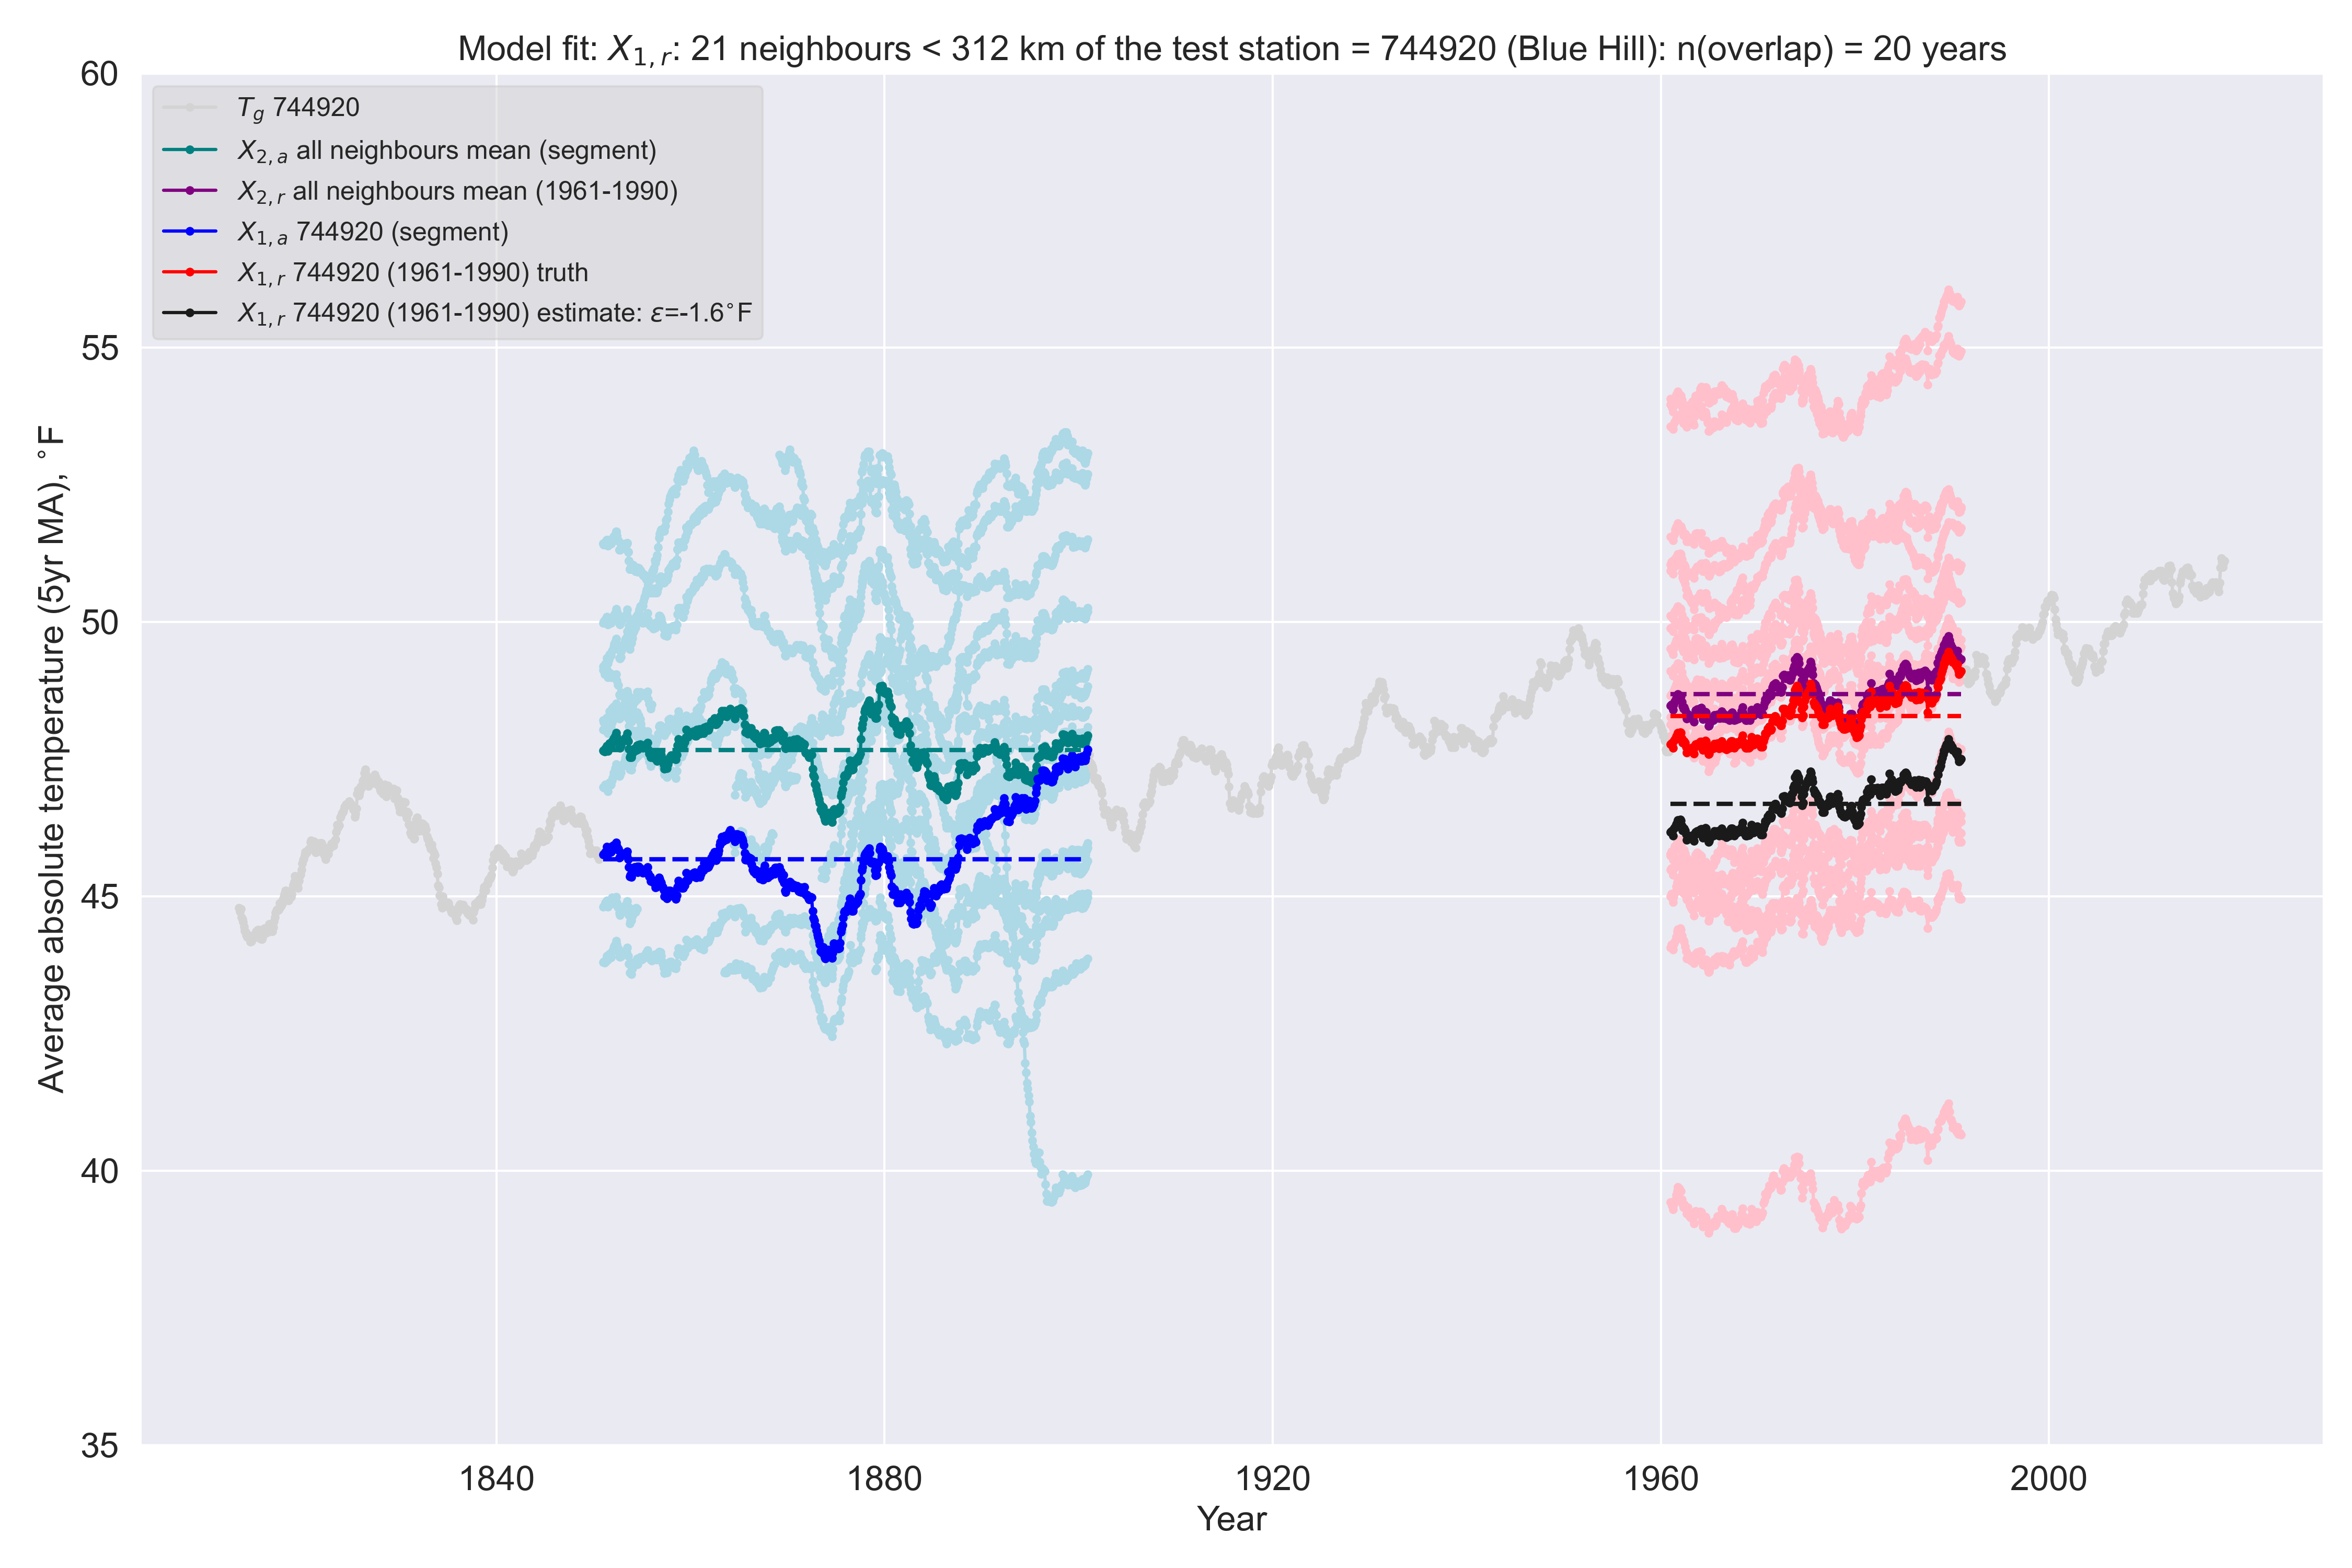 Model fit: X1,r: 21 neighbours < 312 km of the test station = 744920 (Blue Hill): n(overlap) = 20 years
Tg 744920
X2,a all neighbours mean (segment)
X2,r all neighbours mean (1961-1990)
X1,a 744920 (segment)
X1,r 744920 (1961-1990) truth
X1,r 744920 (1961-1990) estimate: ε=-1.6°F
Average absolute temperature (5yr MA), °F
60
55
50
45
40
35
1840
1880
1920
1960
2000
Year